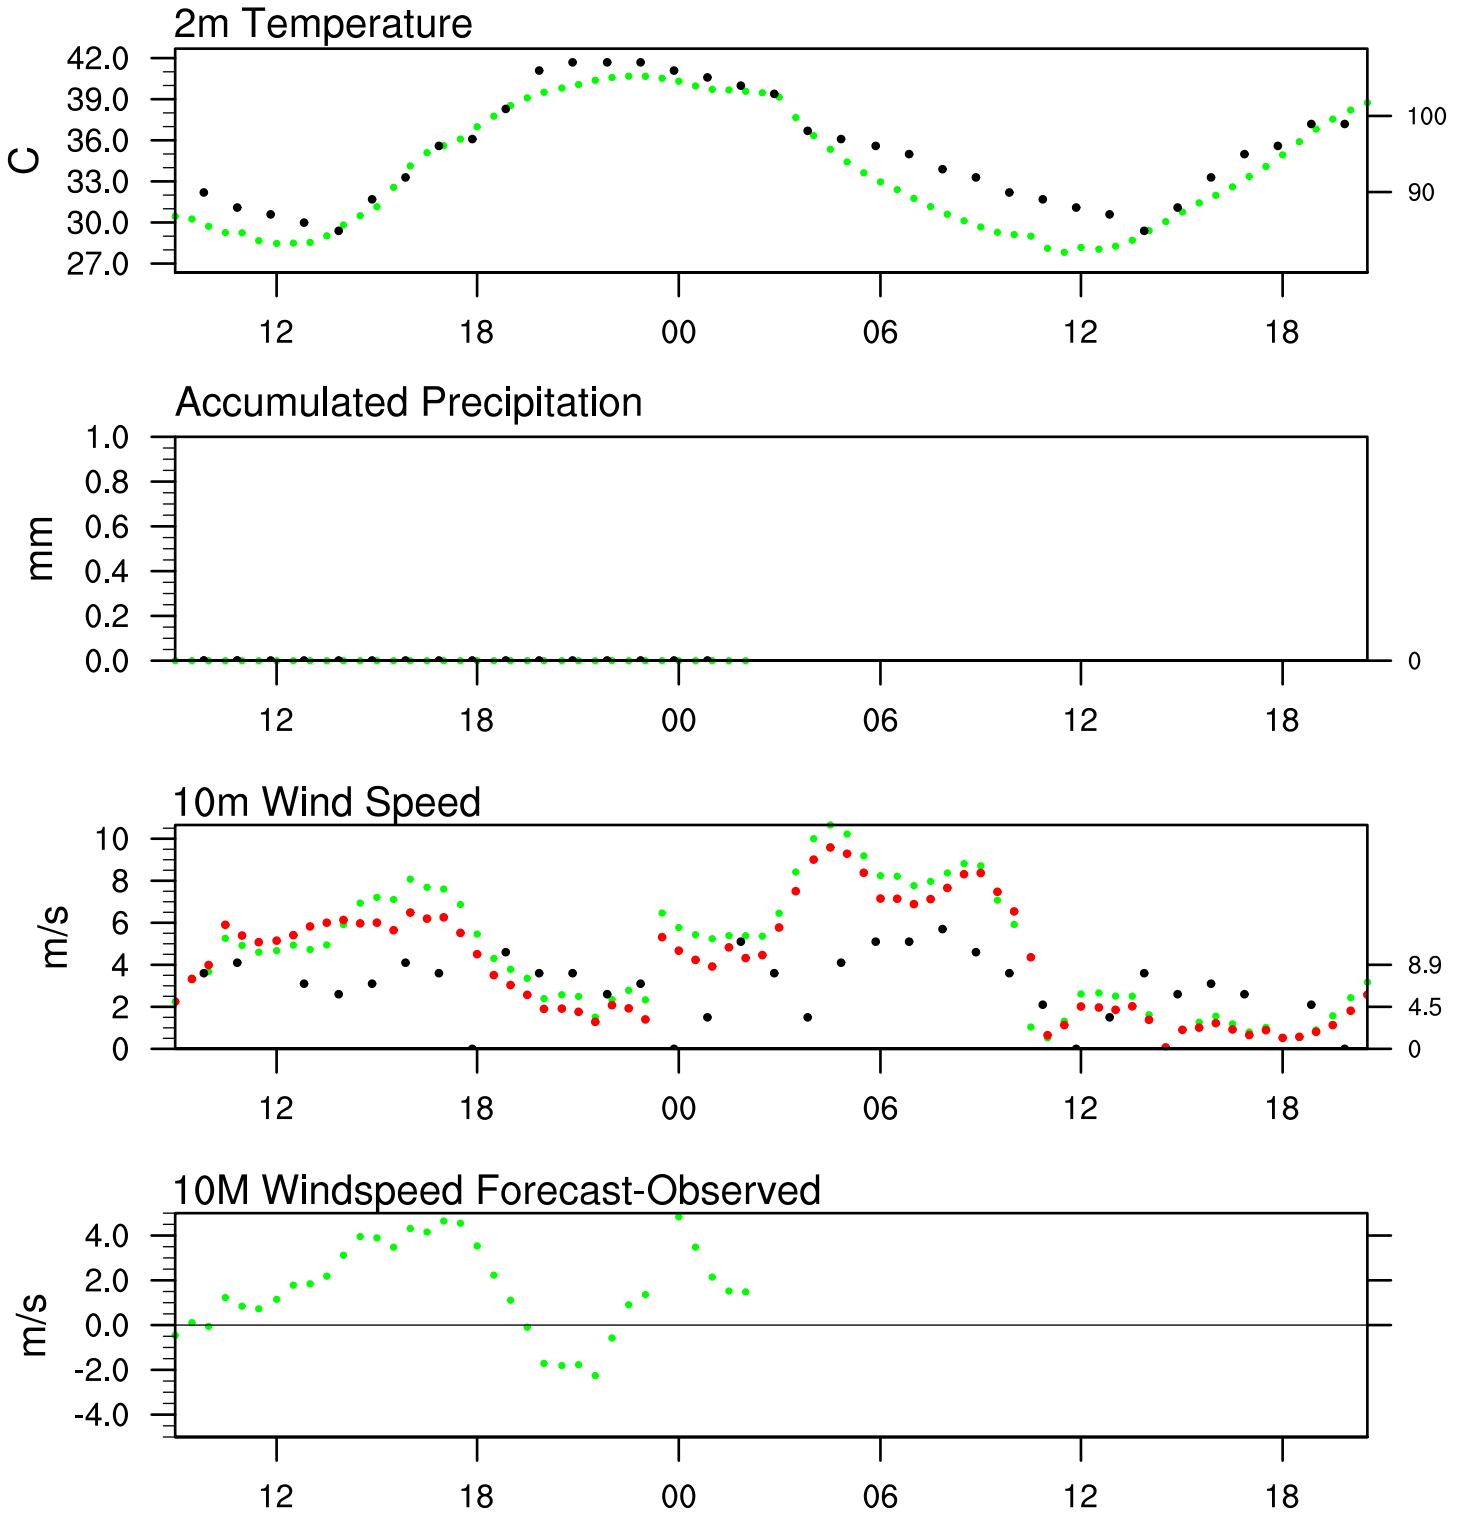 2m Temperature
42.0
39.0
36.0
33.0
30.0
27.0
C
100
90
12 18 00 06 12 18
Accumulated Precipitation
1.0
0.8
0.6
0.4
0.2
0.0
mm
0
12 18 00 06 12 18
10m Wind Speed
10
8
6
4
2
0
m/s
8.9
4.5
0
12 18 00 06 12 18
10M Windspeed Forecast-Observed
4.0
2.0
0.0
-2.0
-4.0
m/s
12 18 00 06 12 18